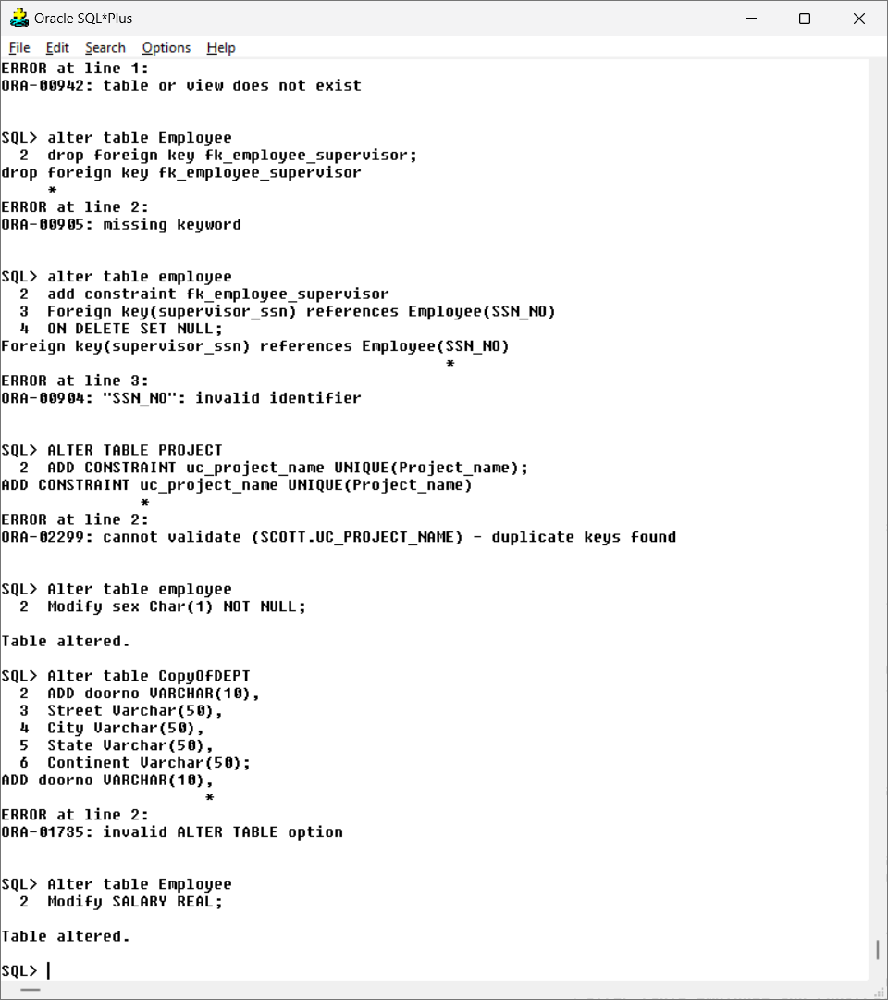 Oracle SQL*Plus
File Edit Search Options Help
ERROR at line 1:
ORA-00942: table or view does not exist
SQL> alter table Employee
  2  drop foreign key fk_employee_supervisor;
drop foreign key fk_employee_supervisor
     *
ERROR at line 2:
ORA-00905: missing keyword
SQL> alter table employee
  2  add constraint fk_employee_supervisor
  3  Foreign key(supervisor_ssn) references Employee(SSN_NO)
  4  ON DELETE SET NULL;
Foreign key(supervisor_ssn) references Employee(SSN_NO)
                                                *
ERROR at line 3:
ORA-00904: "SSN_NO": invalid identifier
SQL> ALTER TABLE PROJECT
  2  ADD CONSTRAINT uc_project_name UNIQUE(Project_name);
ADD CONSTRAINT uc_project_name UNIQUE(Project_name)
               *
ERROR at line 2:
ORA-02299: cannot validate (SCOTT.UC_PROJECT_NAME) - duplicate keys found
SQL> Alter table employee
  2  Modify sex Char(1) NOT NULL;
Table altered.
SQL> Alter table CopyOfDEPT
  2  ADD doorno VARCHAR(10),
  3  Street Varchar(50),
  4  City Varchar(50),
  5  State Varchar(50),
  6  Continent Varchar(50);
ADD doorno VARCHAR(10),
                      *
ERROR at line 2:
ORA-01735: invalid ALTER TABLE option
SQL> Alter table Employee
  2  Modify SALARY REAL;
Table altered.
SQL>